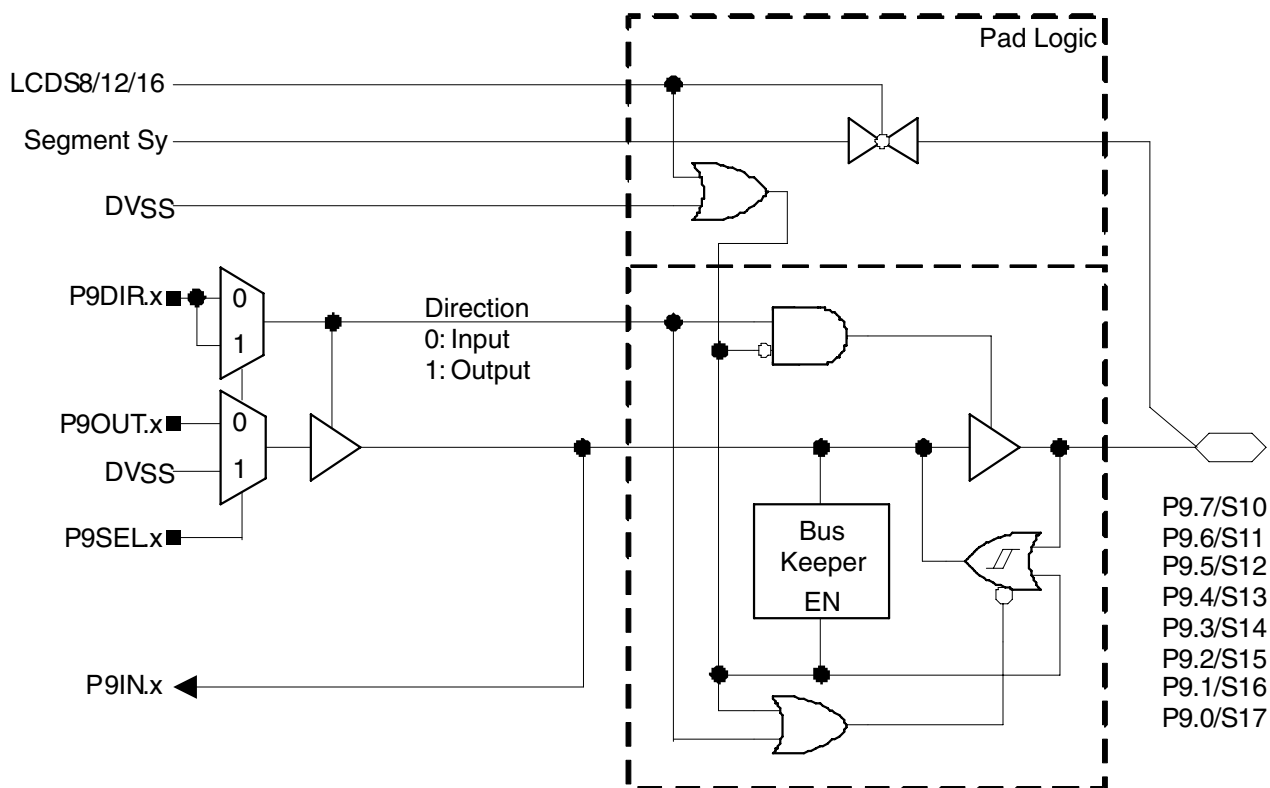 Pad Logic
LCDS8/12/16
Segment Sy
DVSS
P9DIR.x
0
1
Direction
0: Input
1: Output
P9OUT.x
0
DVSS
1
P9SEL.x
Bus
Keeper
EN
P9IN.x
P9.7/S10
P9.6/S11
P9.5/S12
P9.4/S13
P9.3/S14
P9.2/S15
P9.1/S16
P9.0/S17